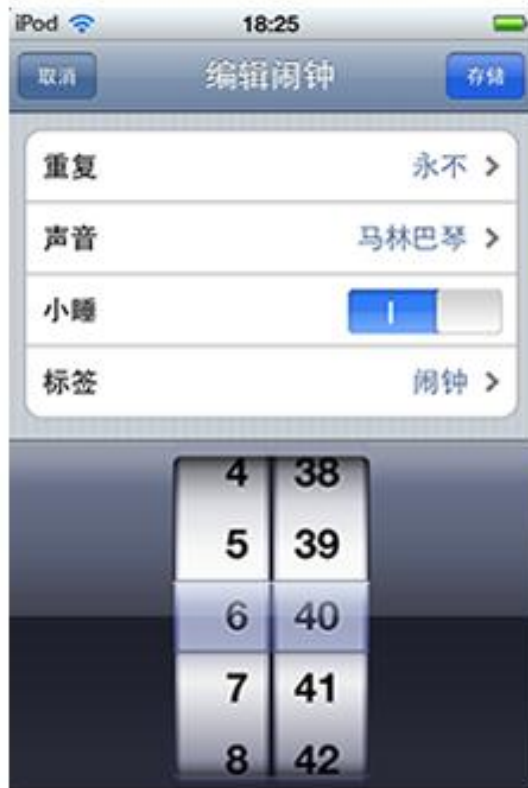 iPod 18:25
取消 编辑闹钟 存储
重复 永不
声音 马林巴琴
小睡
标签 闹钟
4 38
5 39
6 40
7 41
8 42